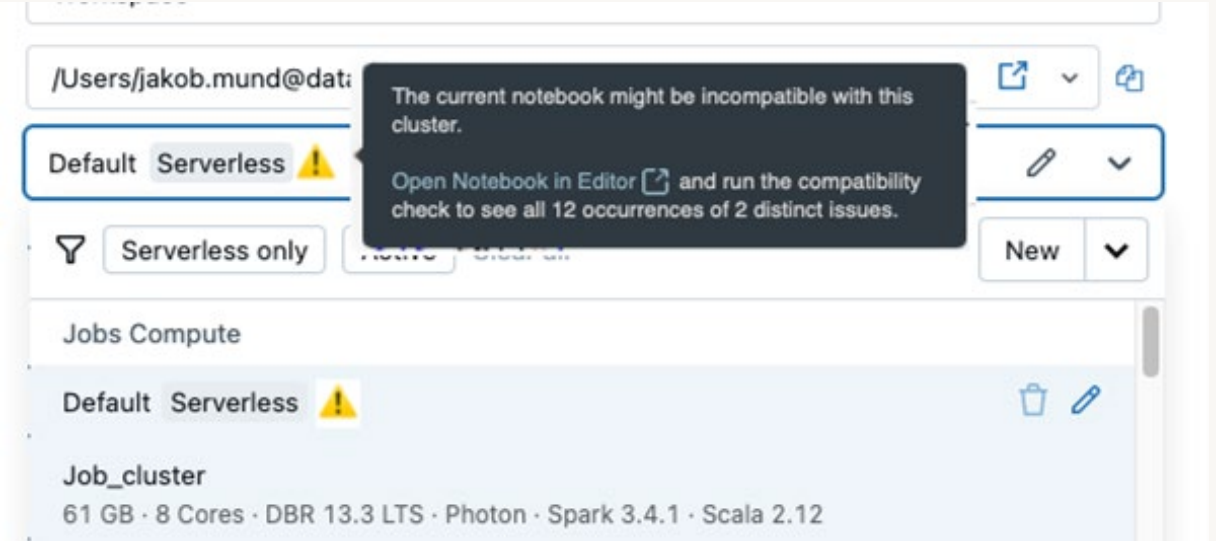 /Users/jakob.mund@data
The current notebook might be incompatible with this
cluster.
Open Notebook in Editor and run the compatibility
check to see all 12 occurrences of 2 distinct issues.
Default Serverless
Serverless only
New
Jobs Compute
Default Serverless
Job_cluster
61 GB · 8 Cores · DBR 13.3 LTS · Photon · Spark 3.4.1 · Scala 2.12